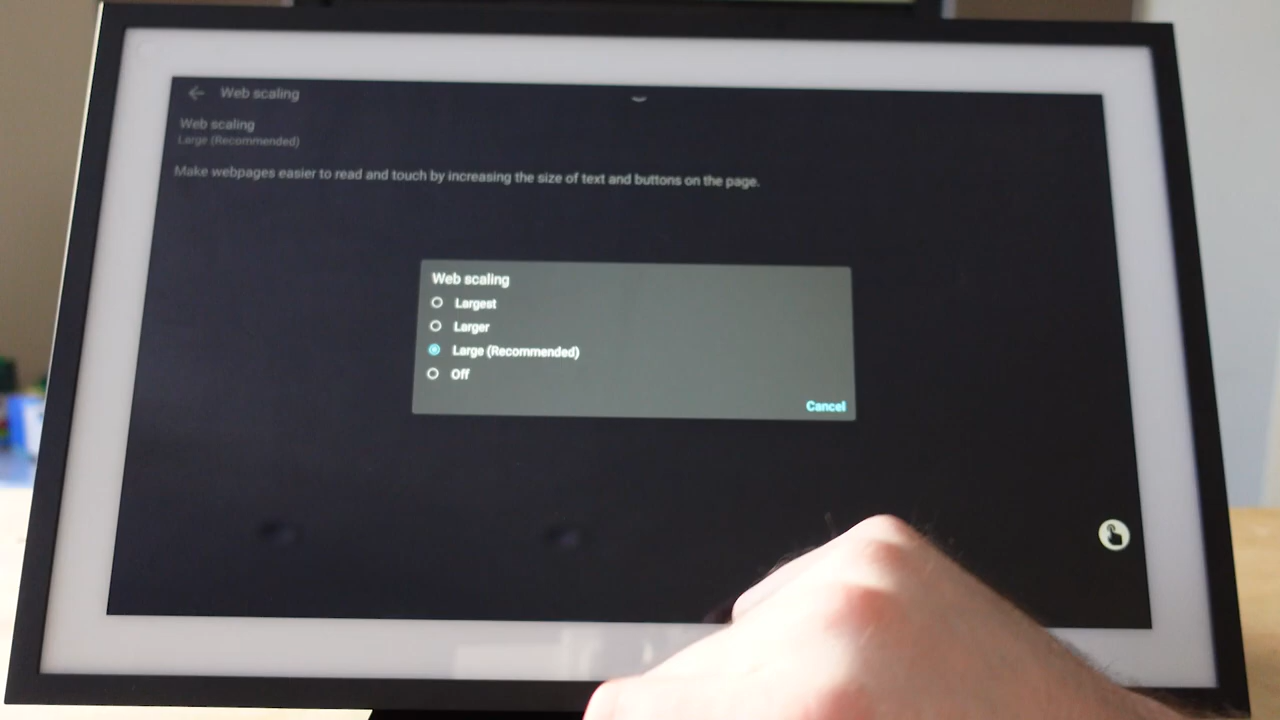 Web scaling
Web scaling
Large (Recommended)
Make webpages easier to read and touch by increasing the size of text and buttons on the page.
Web scaling
Largest
Larger
Large (Recommended)
Off
Cancel